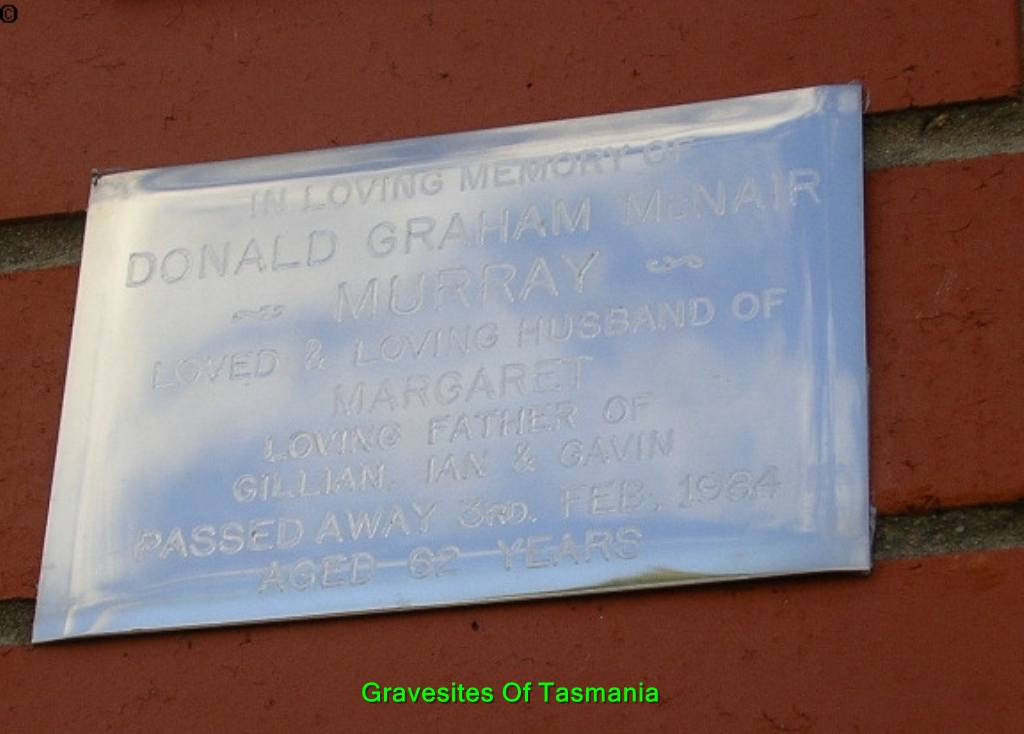 ©
IN LOVING MEMORY OF
DONALD GRAHAM McNAIR
MURRAY
LOVED & LOVING HUSBAND OF
MARGARET
LOVING FATHER OF
GILLIAN, IAN & GAVIN
PASSED AWAY 3RD. FEB. 1984
AGED 62 YEARS
Gravesites Of Tasmania